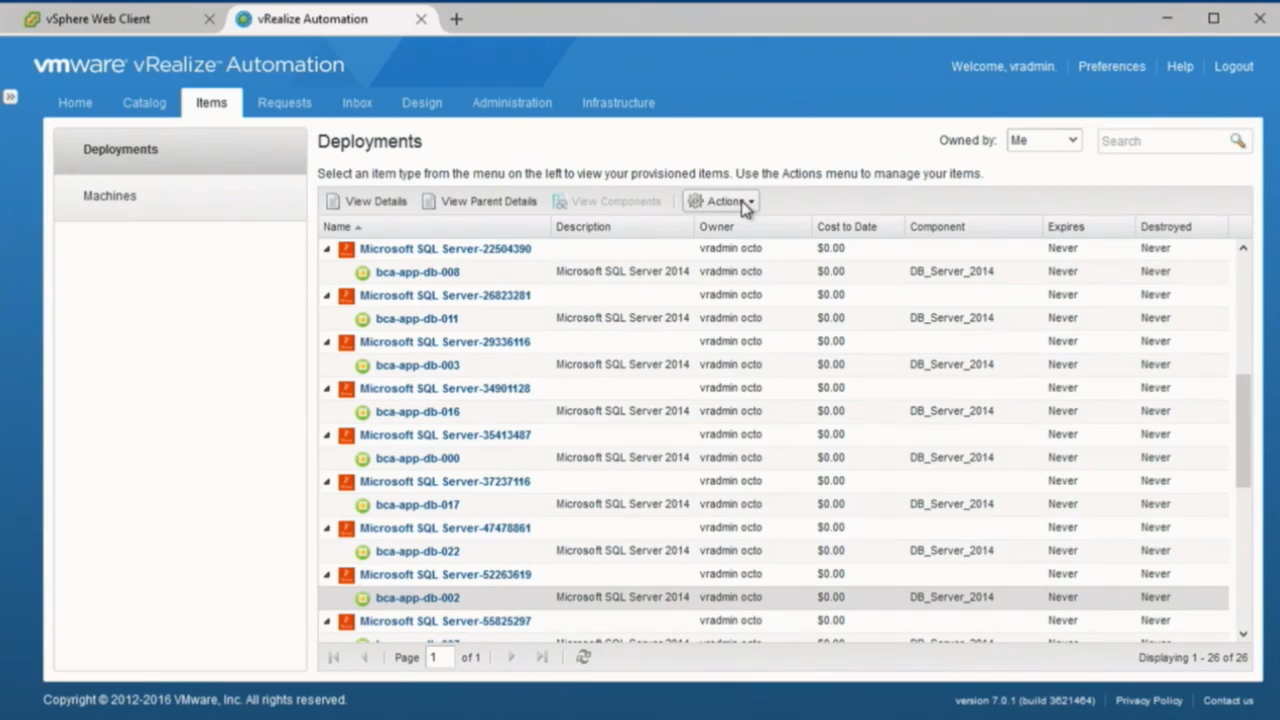 vSphere Web Client
vRealize Automation
vmware® vRealize™ Automation
Welcome, vradmin. Preferences Help Logout
Home Catalog Items Requests Inbox Design Administration Infrastructure
Deployments
Machines
Deployments
Owned by: Me Search
Select an item type from the menu on the left to view your provisioned items. Use the Actions menu to manage your items.
View Details View Parent Details View Components Actions
Name Description Owner Cost to Date Component Expires Destroyed
Microsoft SQL Server-22504390 vradmin octo $0.00 Never Never
bca-app-db-008 Microsoft SQL Server 2014 vradmin octo $0.00 DB_Server_2014 Never Never
Microsoft SQL Server-26823281 vradmin octo $0.00 Never Never
bca-app-db-011 Microsoft SQL Server 2014 vradmin octo $0.00 DB_Server_2014 Never Never
Microsoft SQL Server-29336116 vradmin octo $0.00 Never Never
bca-app-db-003 Microsoft SQL Server 2014 vradmin octo $0.00 DB_Server_2014 Never Never
Microsoft SQL Server-34901128 vradmin octo $0.00 Never Never
bca-app-db-016 Microsoft SQL Server 2014 vradmin octo $0.00 DB_Server_2014 Never Never
Microsoft SQL Server-35413487 vradmin octo $0.00 Never Never
bca-app-db-000 Microsoft SQL Server 2014 vradmin octo $0.00 DB_Server_2014 Never Never
Microsoft SQL Server-37237116 vradmin octo $0.00 Never Never
bca-app-db-017 Microsoft SQL Server 2014 vradmin octo $0.00 DB_Server_2014 Never Never
Microsoft SQL Server-47478861 vradmin octo $0.00 Never Never
bca-app-db-022 Microsoft SQL Server 2014 vradmin octo $0.00 DB_Server_2014 Never Never
Microsoft SQL Server-52263619 vradmin octo $0.00 Never Never
bca-app-db-002 Microsoft SQL Server 2014 vradmin octo $0.00 DB_Server_2014 Never Never
Microsoft SQL Server-55825297 vradmin octo $0.00 Never Never
Page 1 of 1 Displaying 1 - 26 of 26
Copyright © 2012-2016 VMware, Inc. All rights reserved. version 7.0.1 (build 3621464) Privacy Policy Contact us